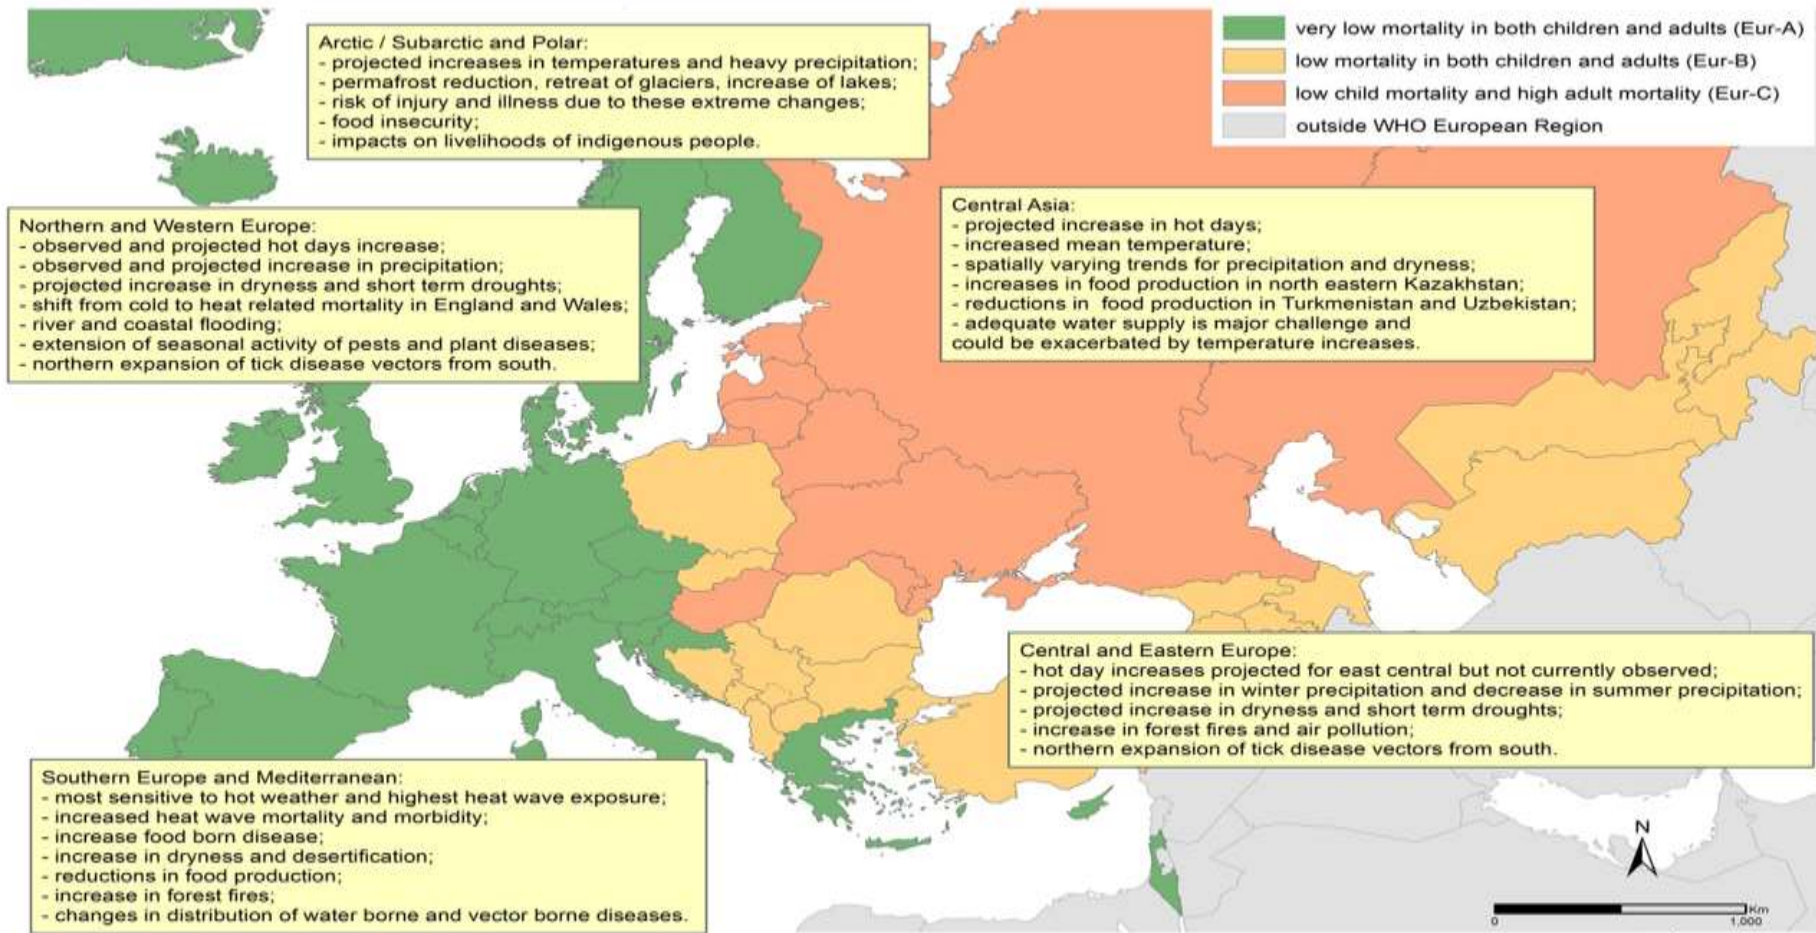 Arctic / Subarctic and Polar:
- projected increases in temperatures and heavy precipitation;
- permafrost reduction, retreat of glaciers, increase of lakes;
- risk of injury and illness due to these extreme changes;
- food insecurity;
- impacts on livelihoods of indigenous people.
very low mortality in both children and adults (Eur-A)
low mortality in both children and adults (Eur-B)
low child mortality and high adult mortality (Eur-C)
outside WHO European Region
Northern and Western Europe:
- observed and projected hot days increase;
- observed and projected increase in precipitation;
- projected increase in dryness and short term droughts;
- shift from cold to heat related mortality in England and Wales;
- river and coastal flooding;
- extension of seasonal activity of pests and plant diseases;
- northern expansion of tick disease vectors from south.
Central Asia:
- projected increase in hot days;
- increased mean temperature;
- spatially varying trends for precipitation and dryness;
- increases in food production in north eastern Kazakhstan;
- reductions in food production in Turkmenistan and Uzbekistan;
- adequate water supply is major challenge and
could be exacerbated by temperature increases.
Central and Eastern Europe:
- hot day increases projected for east central but not currently observed;
- projected increase in winter precipitation and decrease in summer precipitation;
- projected increase in dryness and short term droughts;
- increase in forest fires and air pollution;
- northern expansion of tick disease vectors from south.
Southern Europe and Mediterranean:
- most sensitive to hot weather and highest heat wave exposure;
- increased heat wave mortality and morbidity;
- increase food born disease;
- increase in dryness and desertification;
- reductions in food production;
- increase in forest fires;
- changes in distribution of water borne and vector borne diseases.
N
Km
0 1,000